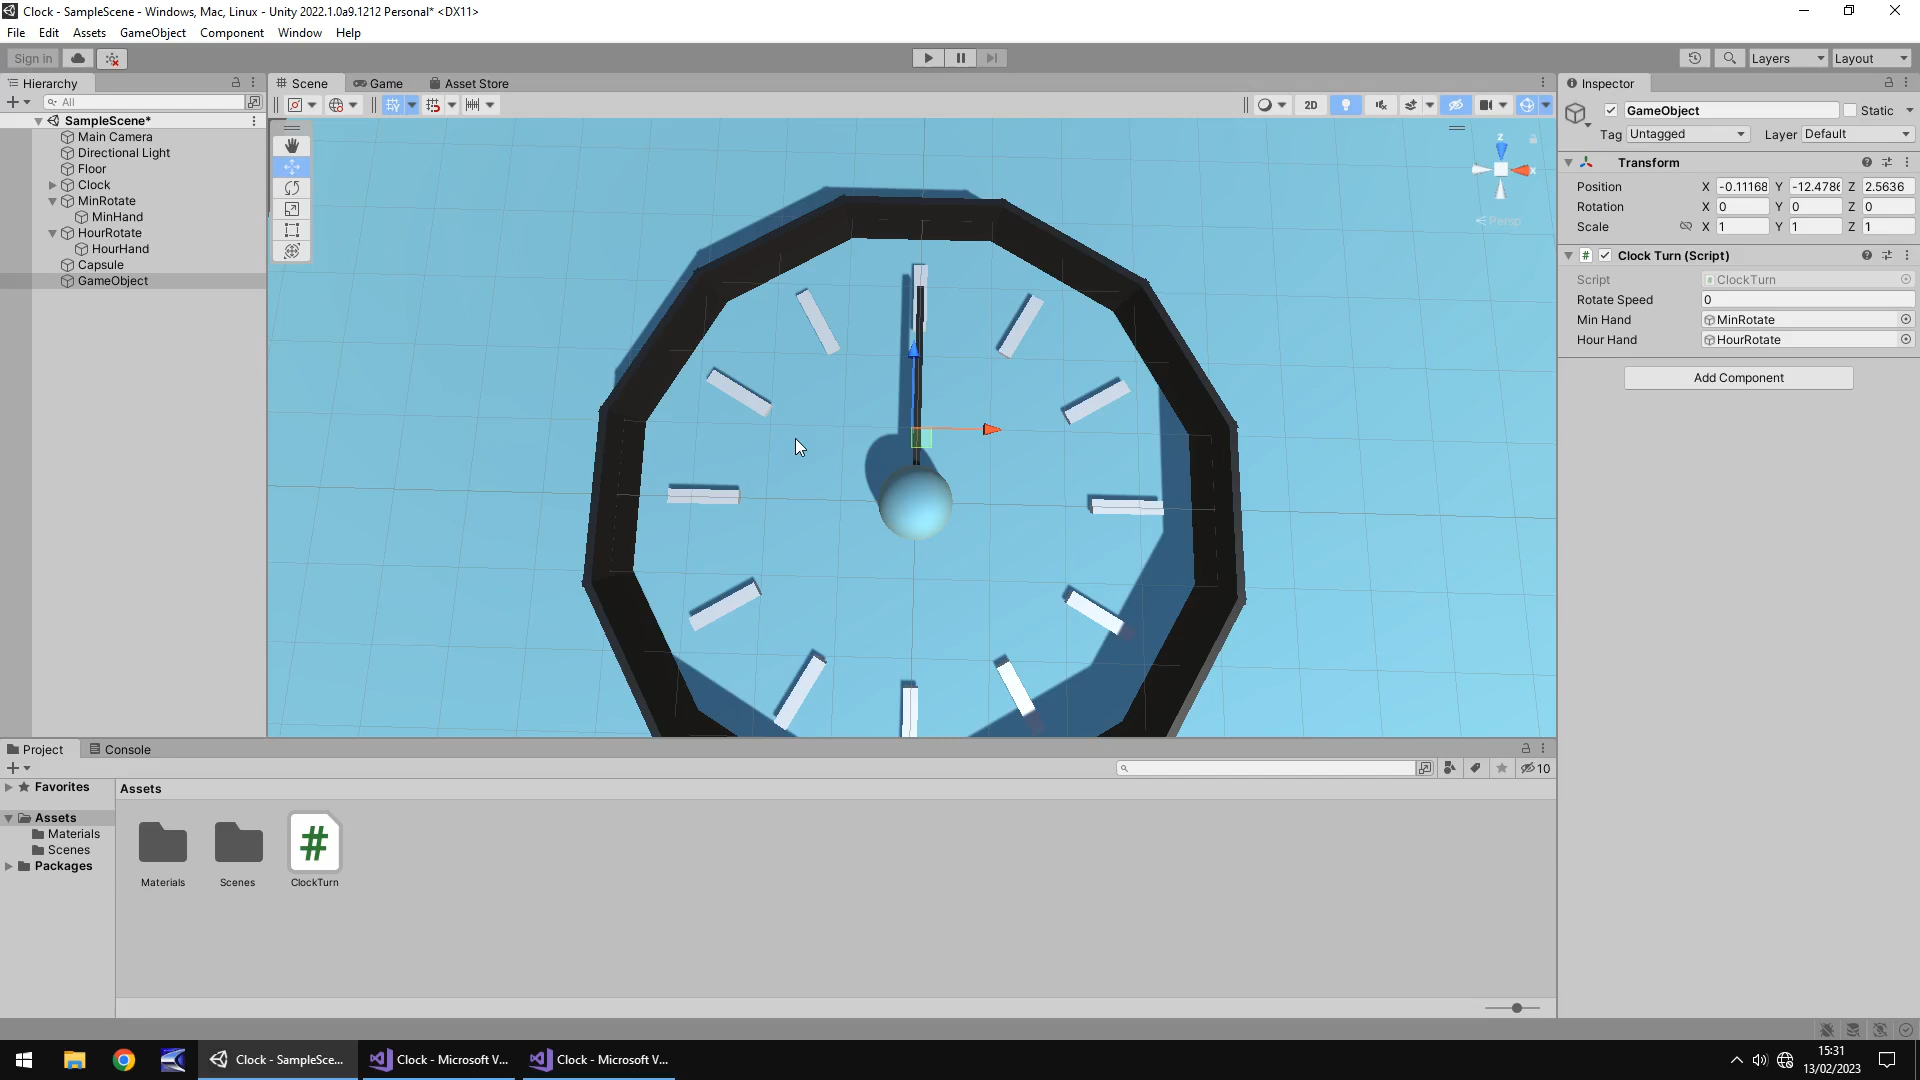 Clock - SampleScene - Windows, Mac, Linux - Unity 2022.1.0a9.1212 Personal* <DX11>
File Edit Assets GameObject Component Window Help
Sign in
Layers Layout
Hierarchy
All
SampleScene*
Main Camera
Directional Light
Floor
Clock
MinRotate
MinHand
HourRotate
HourHand
Capsule
GameObject
Scene Game Asset Store
2D
z
x
Persp
Inspector
GameObject Static
Tag Untagged Layer Default
Transform
Position X -0.11168 Y -12.4786 Z 2.5636
Rotation X 0 Y 0 Z 0
Scale X 1 Y 1 Z 1
# Clock Turn (Script)
Script ClockTurn
Rotate Speed 0
Min Hand MinRotate
Hour Hand HourRotate
Add Component
Project Console
10
Favorites
Assets
Materials
Scenes
Packages
Assets
#
Materials Scenes ClockTurn
Clock - SampleSce... Clock - Microsoft V... Clock - Microsoft V...
15:31
13/02/2023